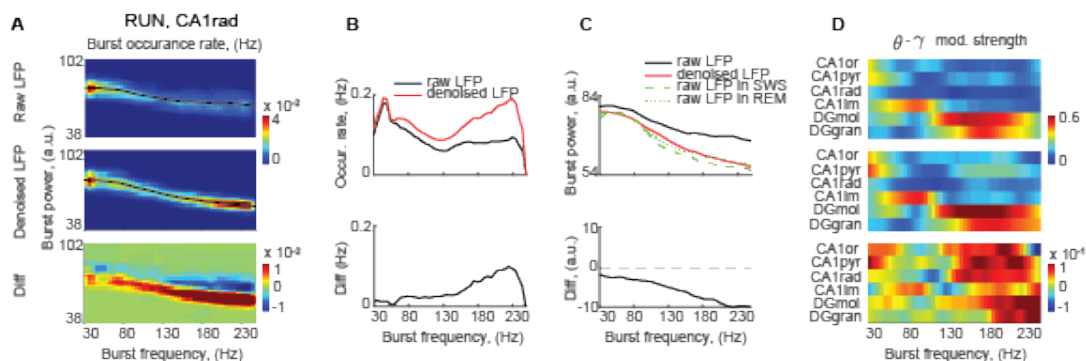 A
RUN, CA1rad
Burst occurance rate, (Hz)
Raw LFP
102
38
x 10⁻²
4
0
Denoised LFP
Burst power, (a.u.)
102
38
Diff
102
38
x 10⁻³
1
0
-1
30 80 130 180 230
Burst frequency, (Hz)
B
raw LFP
denoised LFP
Occur. rate, (Hz)
0.2
0
Diff (Hz)
0.2
0
30 80 130 180 230
Burst frequency, (Hz)
C
raw LFP
denoised LFP
raw LFP in SWS
raw LFP in REM
Burst power, (a.u.)
84
54
Diff, (a.u.)
10
0
-10
30 80 130 180 230
Burst frequency, (Hz)
D
θ-γ mod. strength
CA1or
CA1pyr
CA1rad
CA1lm
DGmol
DGgran
0.6
0
CA1or
CA1pyr
CA1rad
CA1lm
DGmol
DGgran
CA1or
CA1pyr
CA1rad
CA1lm
DGmol
DGgran
1
0
-1
30 80 130 180 230
Burst frequency, (Hz)